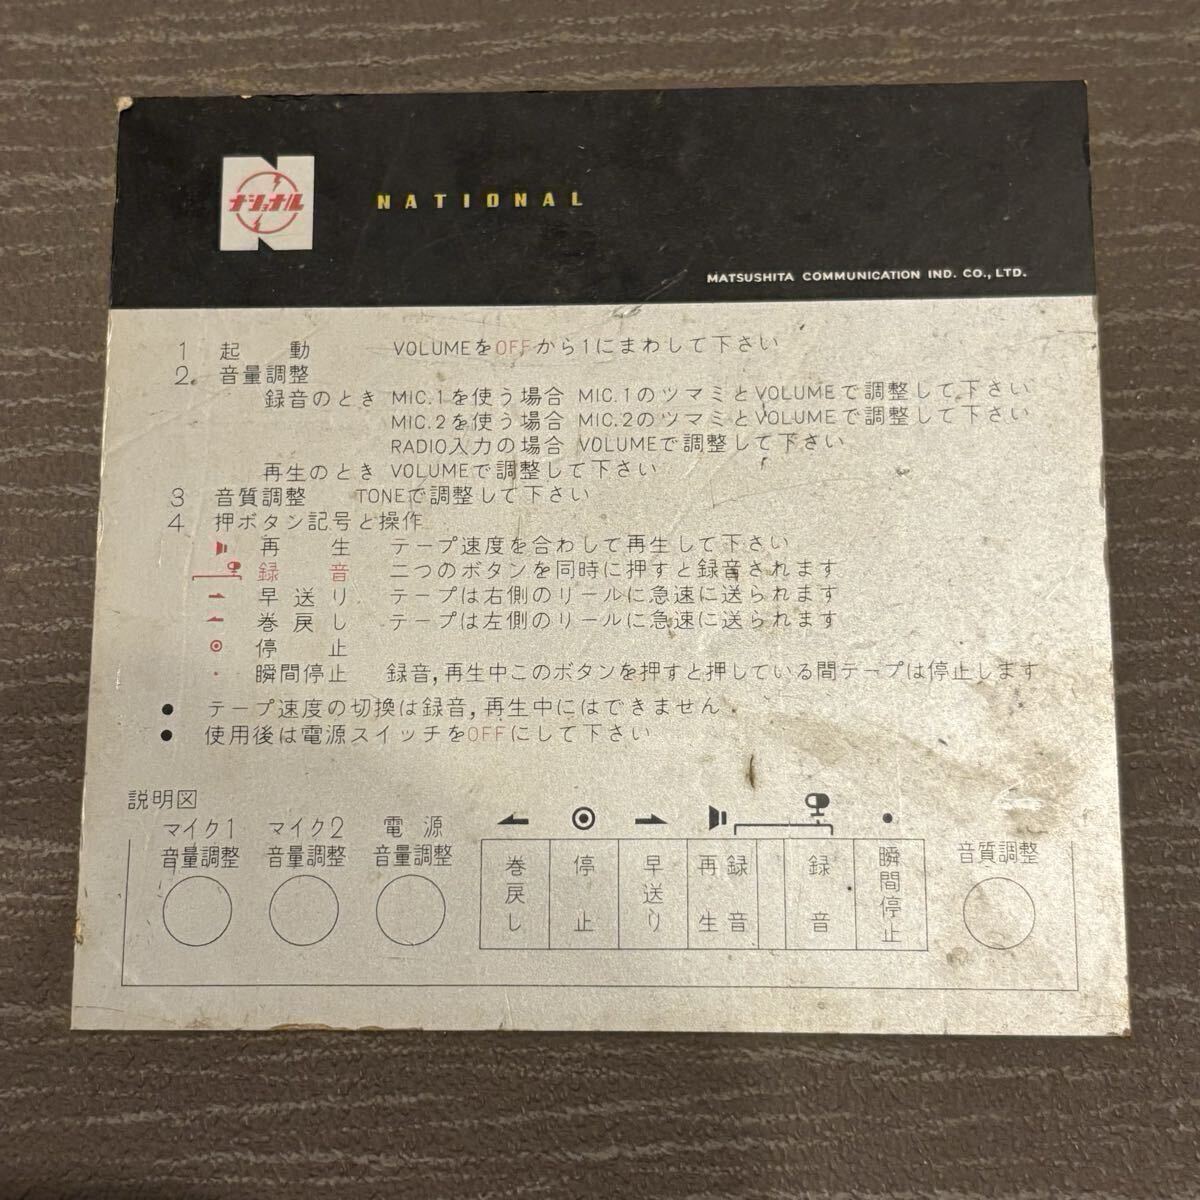 ナショナル
NATIONAL
MATSUSHITA COMMUNICATION IND. CO., LTD.
1 起動 VOLUMEをOFFから1にまわして下さい
2. 音量調整
録音のとき MIC.1を使う場合 MIC.1のツマミとVOLUMEで調整して下さい
MIC.2を使う場合 MIC.2のツマミとVOLUMEで調整して下さい
RADIO入力の場合 VOLUMEで調整して下さい
再生のとき VOLUMEで調整して下さい
3 音質調整 TONEで調整して下さい
4 押ボタン記号と操作
再生 テープ速度を合わして再生して下さい
録音 二つのボタンを同時に押すと録音されます
早送り テープは右側のリールに急速に送られます
巻戻し テープは左側のリールに急速に送られます
停止
瞬間停止 録音,再生中このボタンを押すと押している間テープは停止します
● テープ速度の切換は録音,再生中にはできません
● 使用後は電源スイッチをOFFにして下さい
説明図
マイク1 マイク2 電源
音量調整 音量調整 音量調整
巻戻し 停止 早送り 再生 録音 録音 瞬間停止
音質調整